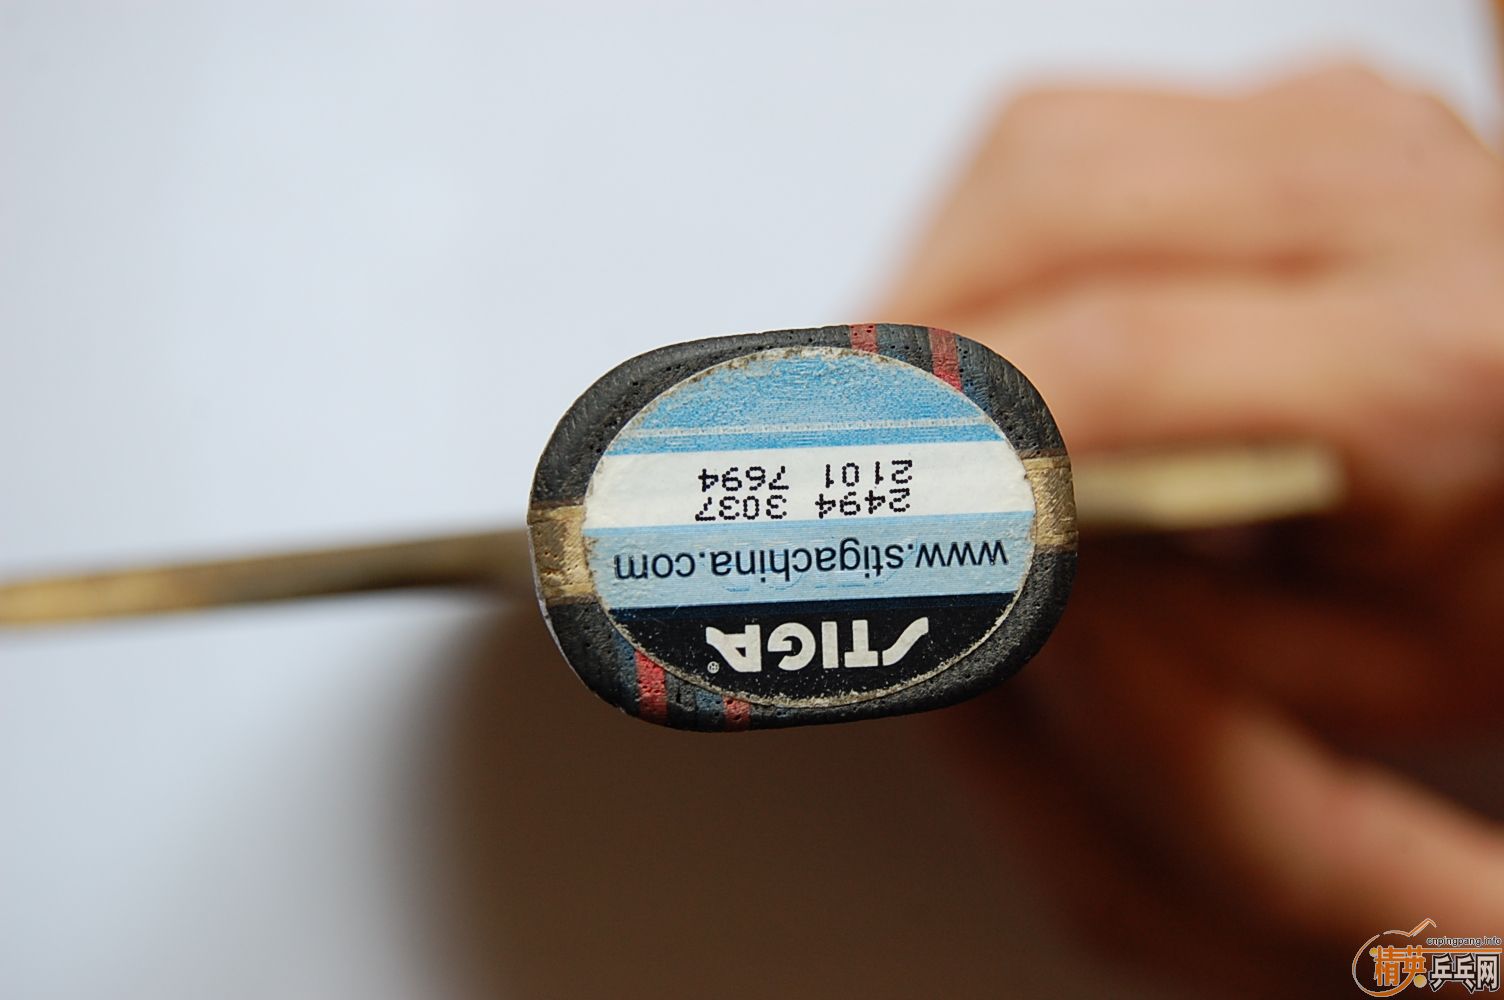 STIGA®
www.stigachina.com
2494 3037
2101 7694
cnpingpang.info
精英乒乓网